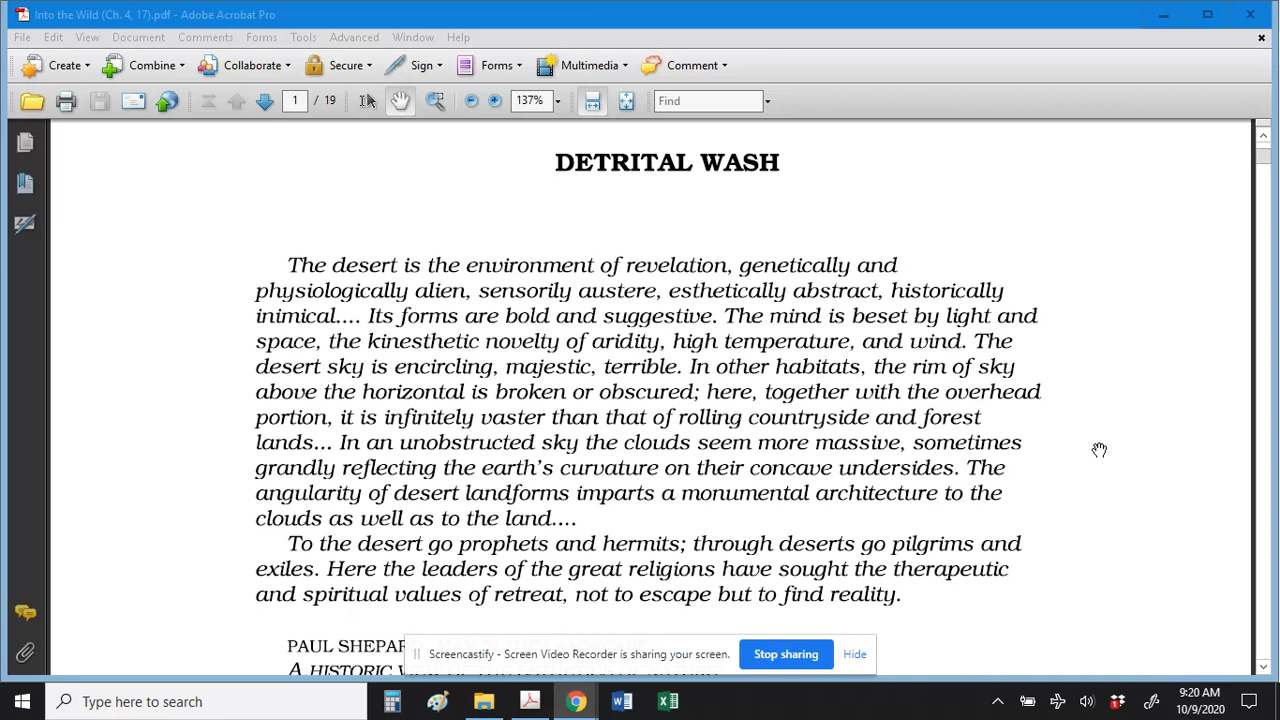 Into the Wild (Ch. 4, 17).pdf - Adobe Acrobat Pro
File Edit View Document Comments Forms Tools Advanced Window Help
Create Combine Collaborate Secure Sign Forms Multimedia Comment
1 / 19 137% Find
DETRITAL WASH
The desert is the environment of revelation, genetically and
physiologically alien, sensorily austere, esthetically abstract, historically
inimical.... Its forms are bold and suggestive. The mind is beset by light and
space, the kinesthetic novelty of aridity, high temperature, and wind. The
desert sky is encircling, majestic, terrible. In other habitats, the rim of sky
above the horizontal is broken or obscured; here, together with the overhead
portion, it is infinitely vaster than that of rolling countryside and forest
lands... In an unobstructed sky the clouds seem more massive, sometimes
grandly reflecting the earth's curvature on their concave undersides. The
angularity of desert landforms imparts a monumental architecture to the
clouds as well as to the land....
To the desert go prophets and hermits; through deserts go pilgrims and
exiles. Here the leaders of the great religions have sought the therapeutic
and spiritual values of retreat, not to escape but to find reality.
PAUL SHEPAR
A HISTORIC
Screencastify - Screen Video Recorder is sharing your screen. Stop sharing Hide
Type here to search
9:20 AM
10/9/2020